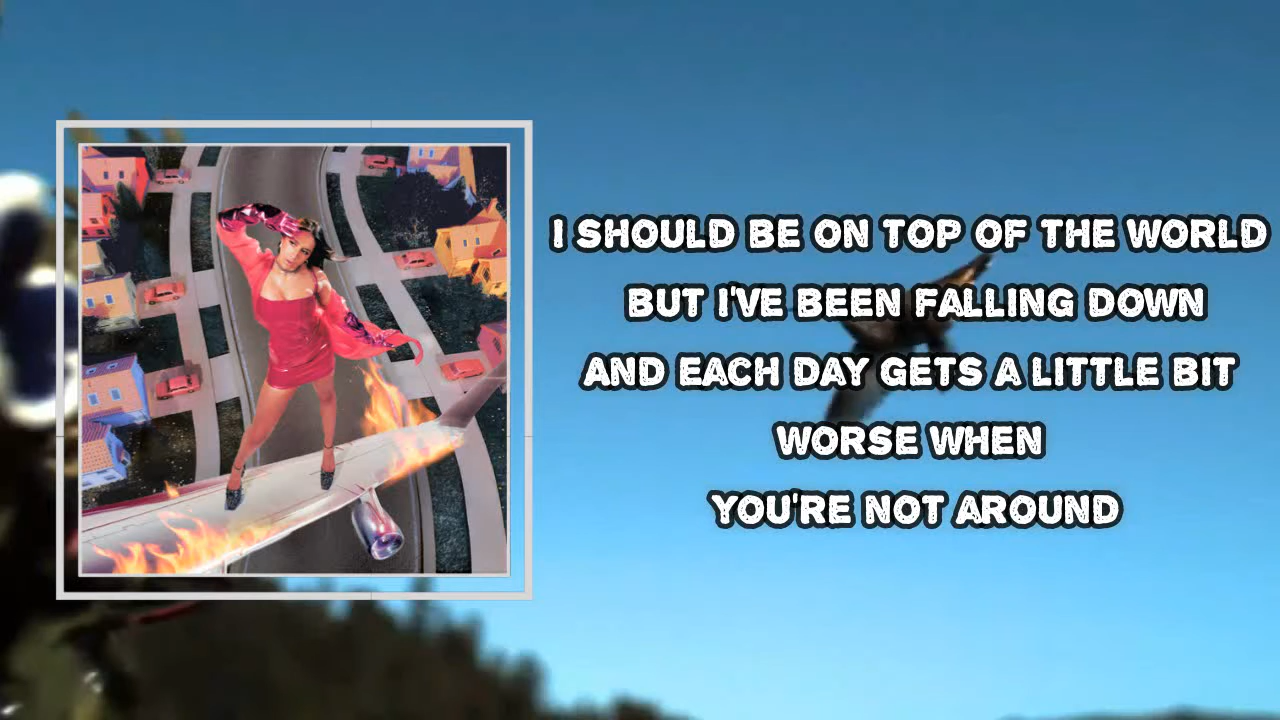 I SHOULD BE ON TOP OF THE WORLD
BUT I'VE BEEN FALLING DOWN
AND EACH DAY GETS A LITTLE BIT
WORSE WHEN
YOU'RE NOT AROUND